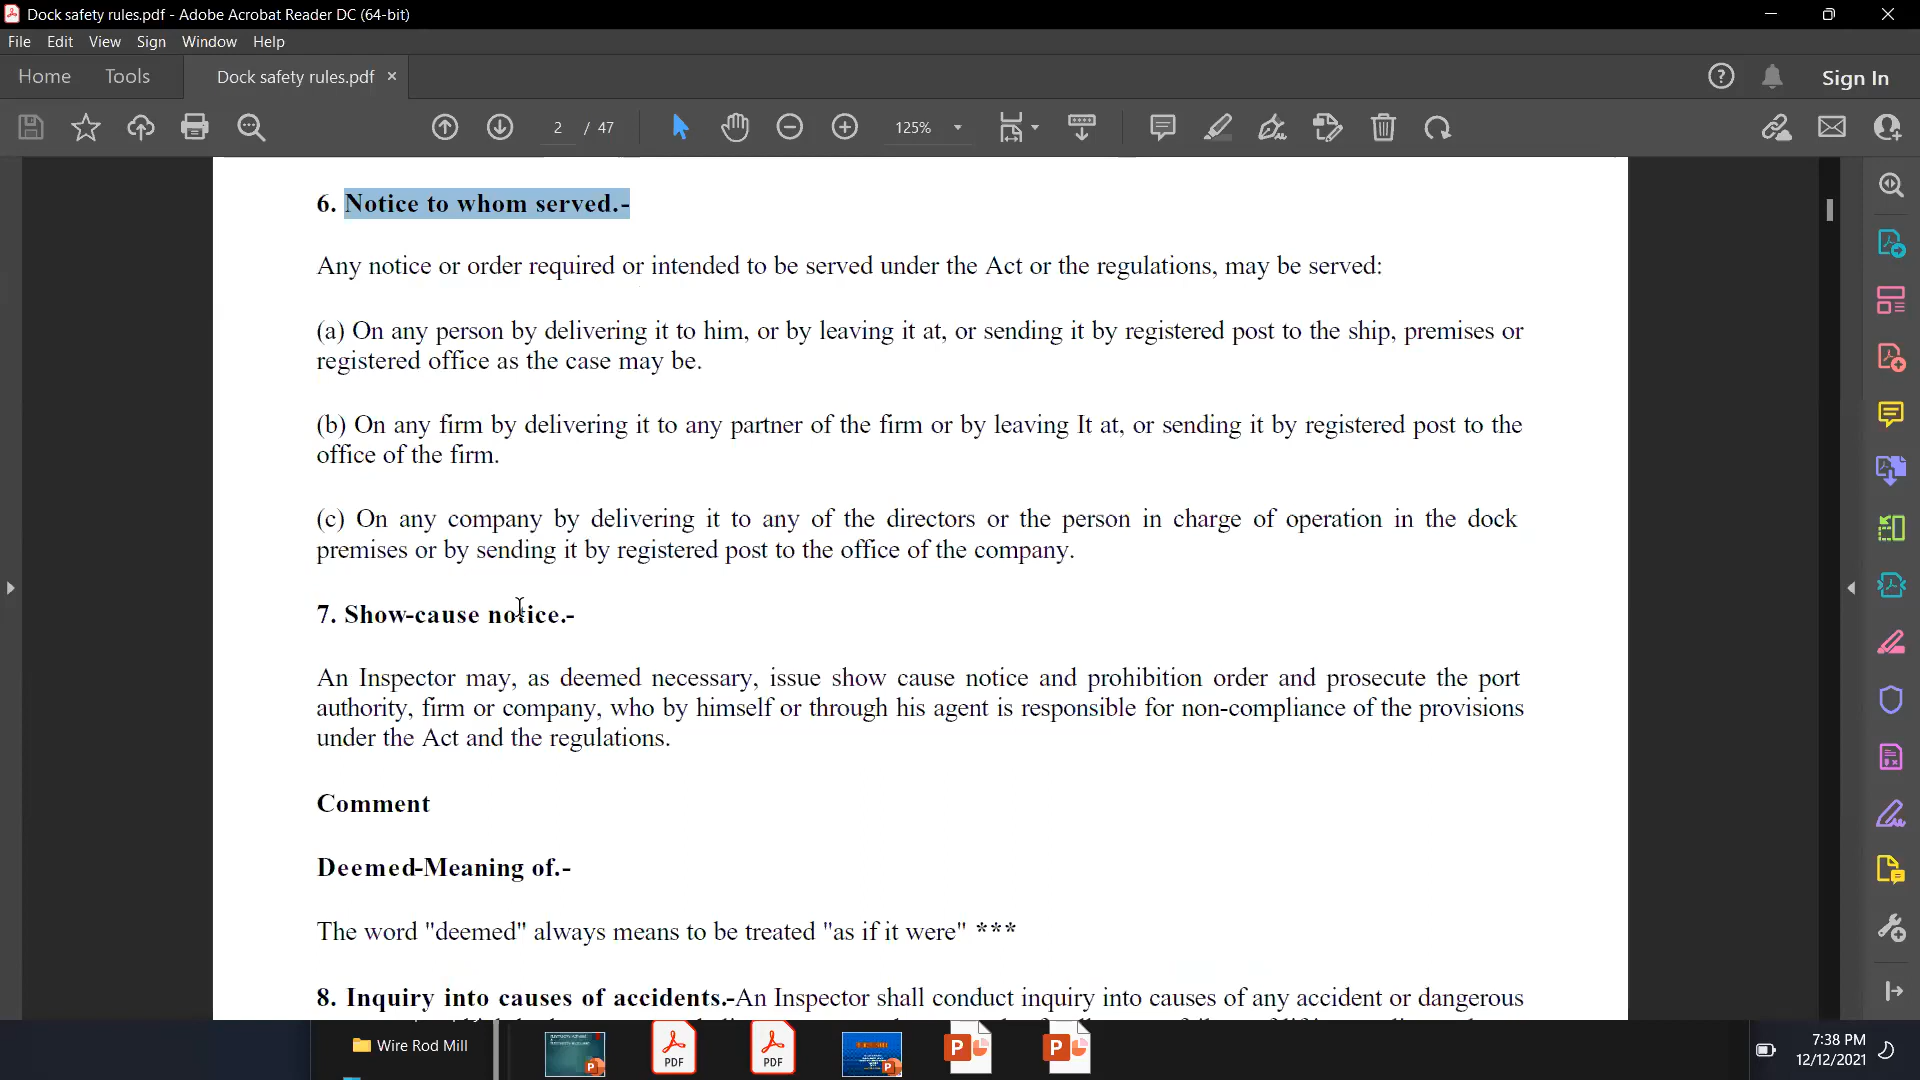 Dock safety rules.pdf - Adobe Acrobat Reader DC (64-bit)
File Edit View Sign Window Help
Home Tools Dock safety rules.pdf × Sign In
2 / 47 125%
6. Notice to whom served.-
Any notice or order required or intended to be served under the Act or the regulations, may be served:
(a) On any person by delivering it to him, or by leaving it at, or sending it by registered post to the ship, premises or
registered office as the case may be.
(b) On any firm by delivering it to any partner of the firm or by leaving It at, or sending it by registered post to the
office of the firm.
(c) On any company by delivering it to any of the directors or the person in charge of operation in the dock
premises or by sending it by registered post to the office of the company.
7. Show-cause notice.-
An Inspector may, as deemed necessary, issue show cause notice and prohibition order and prosecute the port
authority, firm or company, who by himself or through his agent is responsible for non-compliance of the provisions
under the Act and the regulations.
Comment
Deemed-Meaning of.-
The word "deemed" always means to be treated "as if it were" ***
8. Inquiry into causes of accidents.-An Inspector shall conduct inquiry into causes of any accident or dangerous
Wire Rod Mill
PDF PDF
7:38 PM
12/12/2021